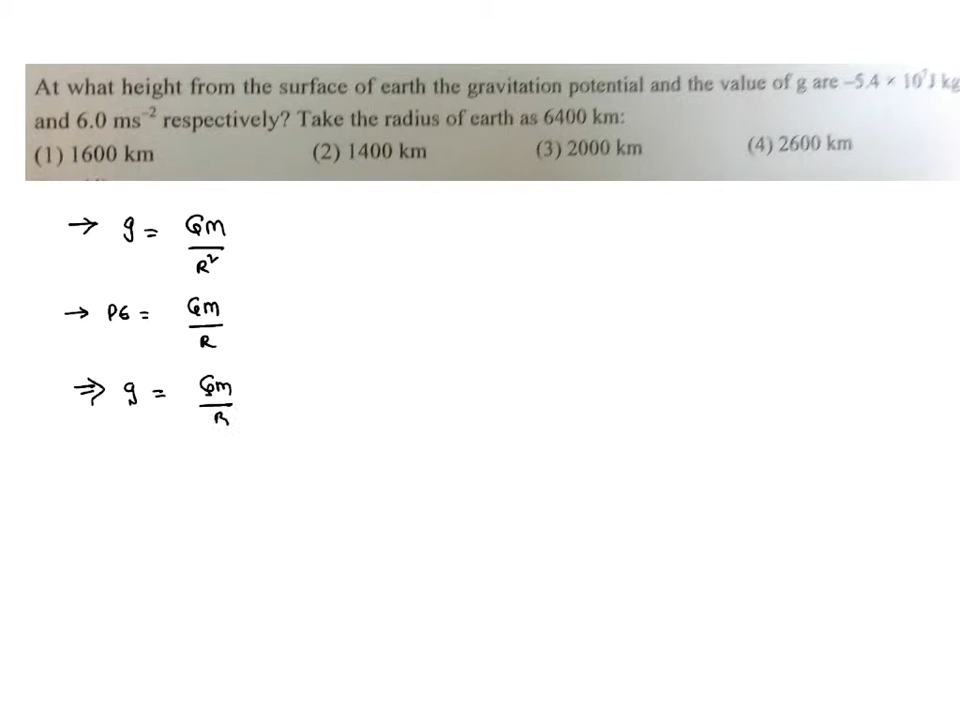 At what height from the surface of earth the gravitation potential and the value of g are –5.4 × 10⁷J kg
and 6.0 ms⁻² respectively? Take the radius of earth as 6400 km:
(1) 1600 km (2) 1400 km (3) 2000 km (4) 2600 km
→ g = GM / R²
→ PE = GM / R
⇒ g = GM / R